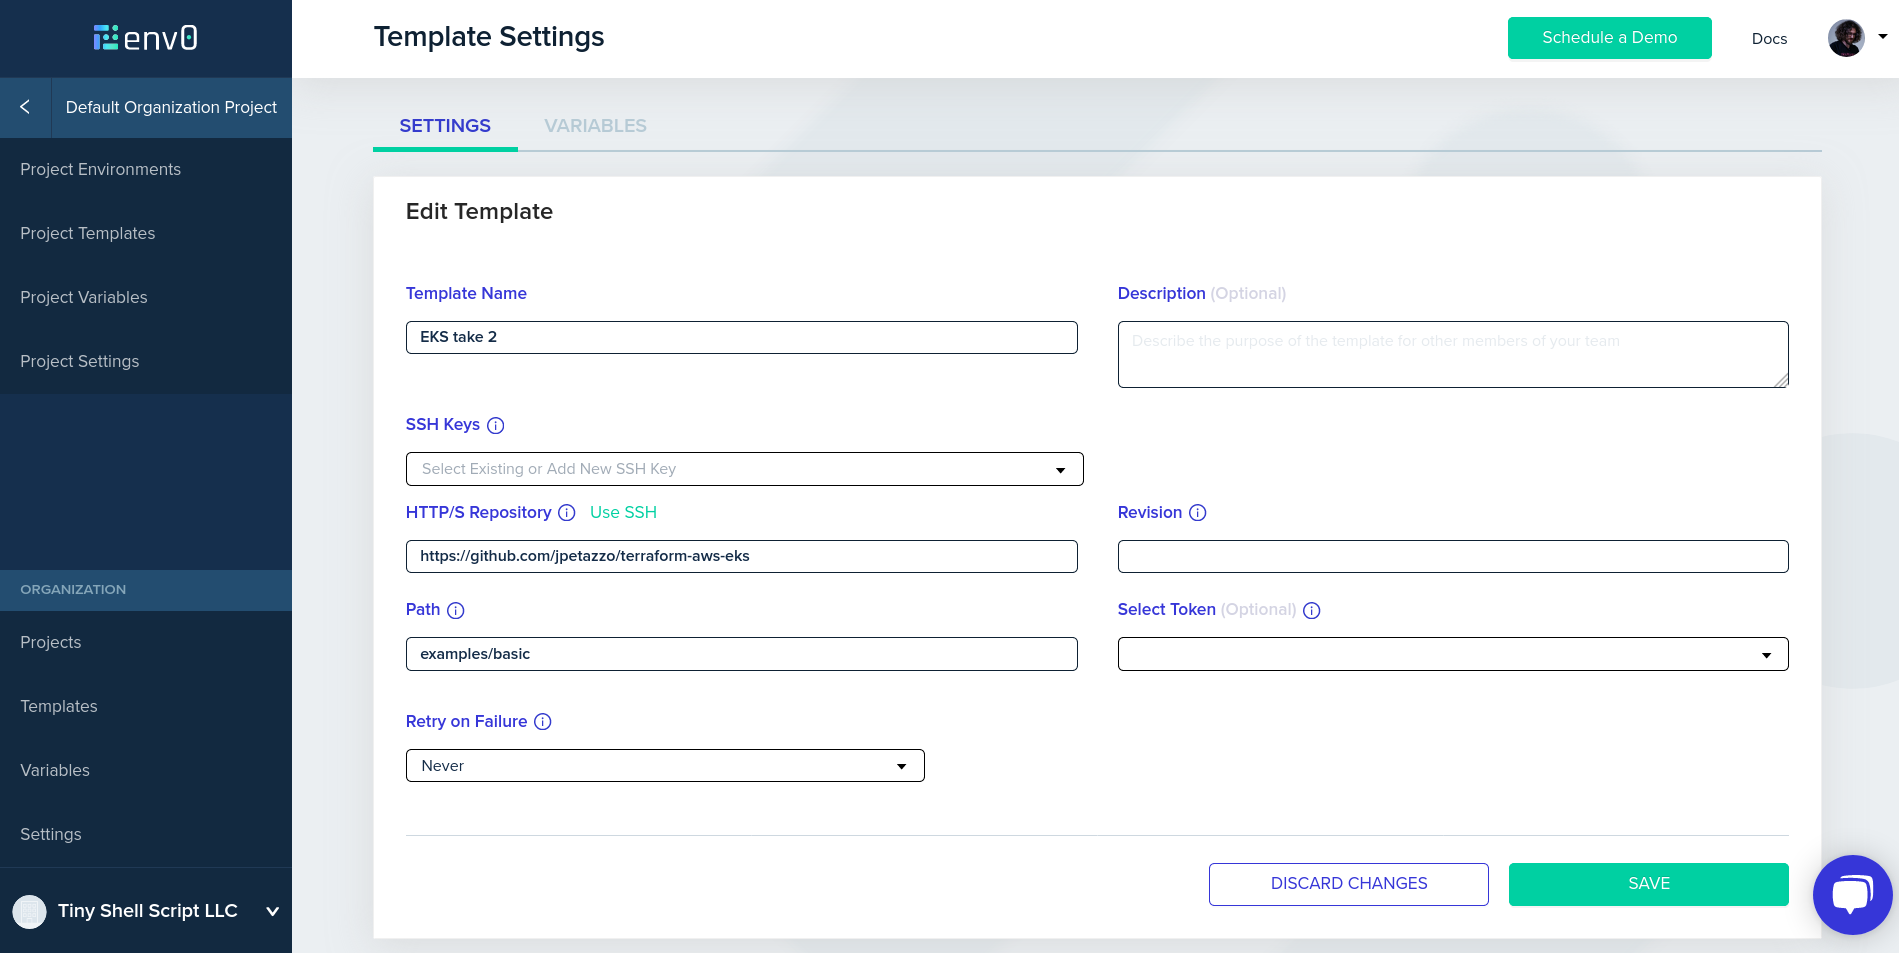 env0
Template Settings
Schedule a Demo
Docs
Default Organization Project
Project Environments
Project Templates
Project Variables
Project Settings
ORGANIZATION
Projects
Templates
Variables
Settings
Tiny Shell Script LLC
SETTINGS
VARIABLES
Edit Template
Template Name
Description (Optional)
EKS take 2
Describe the purpose of the template for other members of your team
SSH Keys
Select Existing or Add New SSH Key
HTTP/S Repository Use SSH
Revision
https://github.com/jpetazzo/terraform-aws-eks
Path
Select Token (Optional)
examples/basic
Retry on Failure
Never
DISCARD CHANGES
SAVE